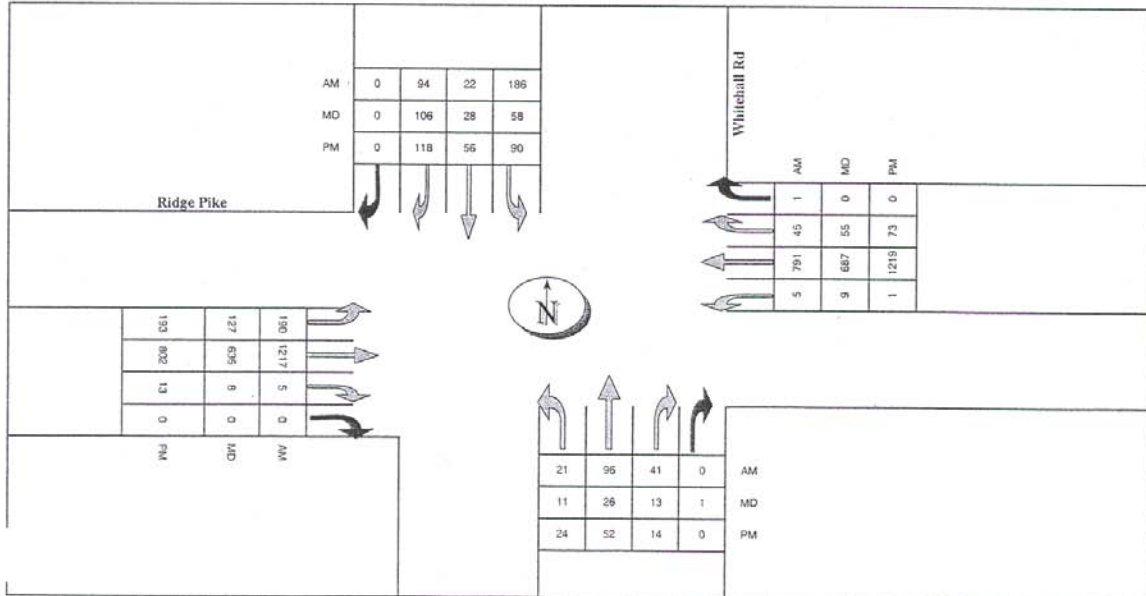 AM 0 94 22 186
MD 0 106 28 58
PM 0 118 56 90
Whitehall Rd
Ridge Pike
AM MD PM
1 0 0
45 55 73
791 687 1219
5 9 1
N
193 127 190
802 1217
13 5
0 0 0
PM MD AM
21 96 41 0 AM
11 26 13 1 MD
24 52 14 0 PM